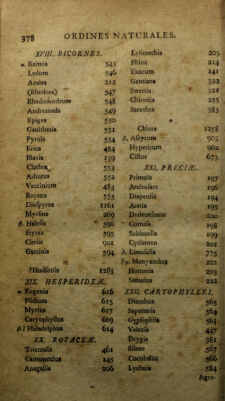 378 ORDINES NATURALES.
XVIII. BICORNES.
Kalmia 545
Ledum 546
Azalea 212
(Rhodora) 547
Rhododendrum 548
Andromeda 549
Epigea 550
Gaultheria 551
Pyrola 554
Erica 484
Blæria 139
Clethra 553
Arbutus 552
Vaccinium 483
Royena 555
Diospyros 1161
Myrsine 269
β. Halesia 596
Styrax 595
Citrus 901
Garcinia 594
?Hudsonia 1263
XIX. HESPERIDEÆ.
α. Eugenia 616
Psidium 615
Myrtus 617
Caryophyllus 669
β? Philadelphus 614
XX. ROTACEÆ.
Trientalis 461
Centunculus 145
Anagallis 206
Lysimachia 205
Phlox 214
Exacum 141
Gentiana 322
Swertia 321
Chironia 255
Sarothra 383
Chlora 1258
β. Ascyrum 903
Hypericum 902
Cistus 673
XXI. PRECIÆ.
Primula 197
Androsace 196
Diapensia 194
Aretia 195
Dodecatheon 200
Cortusa 198
Soldanella 199
Cyclamen 201
β. Limosella 775
Menyanthes 202
Hottonia 203
Samolus 222
XXII. CARYOPHYLLEI.
Dianthus 565
Saponaria 564
Gypsophila 563
Velezia 447
Drypis 381
Silene 567
Cucubalus 566
Lychnis 584
Agro-